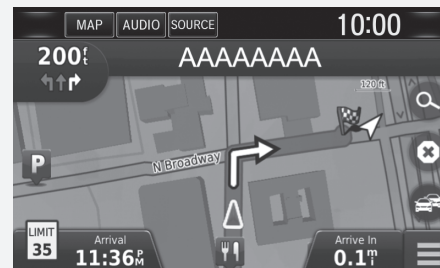 MAP AUDIO SOURCE 10:00
200ft AAAAAAAA
120 ft
N Broadway
P
LIMIT
35
Arrival
11:36PM
Arrive In
0.1mi